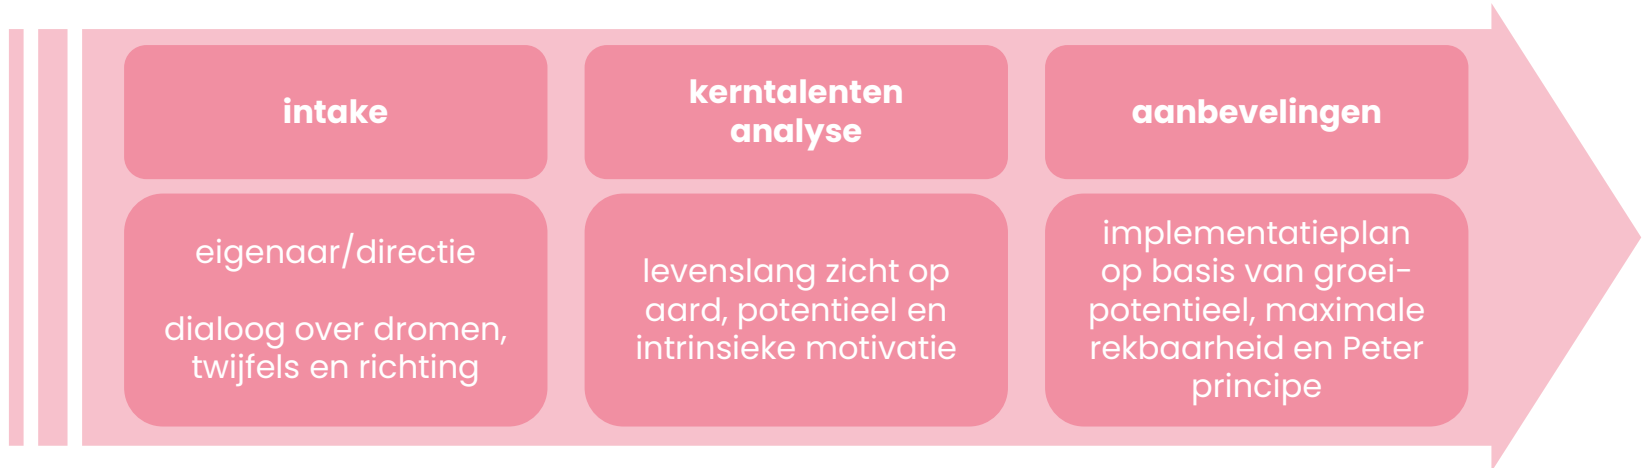 intake
eigenaar/directie
dialoog over dromen,
twijfels en richting
kerntalenten
analyse
levenslang zicht op
aard, potentieel en
intrinsieke motivatie
aanbevelingen
implementatieplan
op basis van groei-
potentieel, maximale
rekbaarheid en Peter
principe